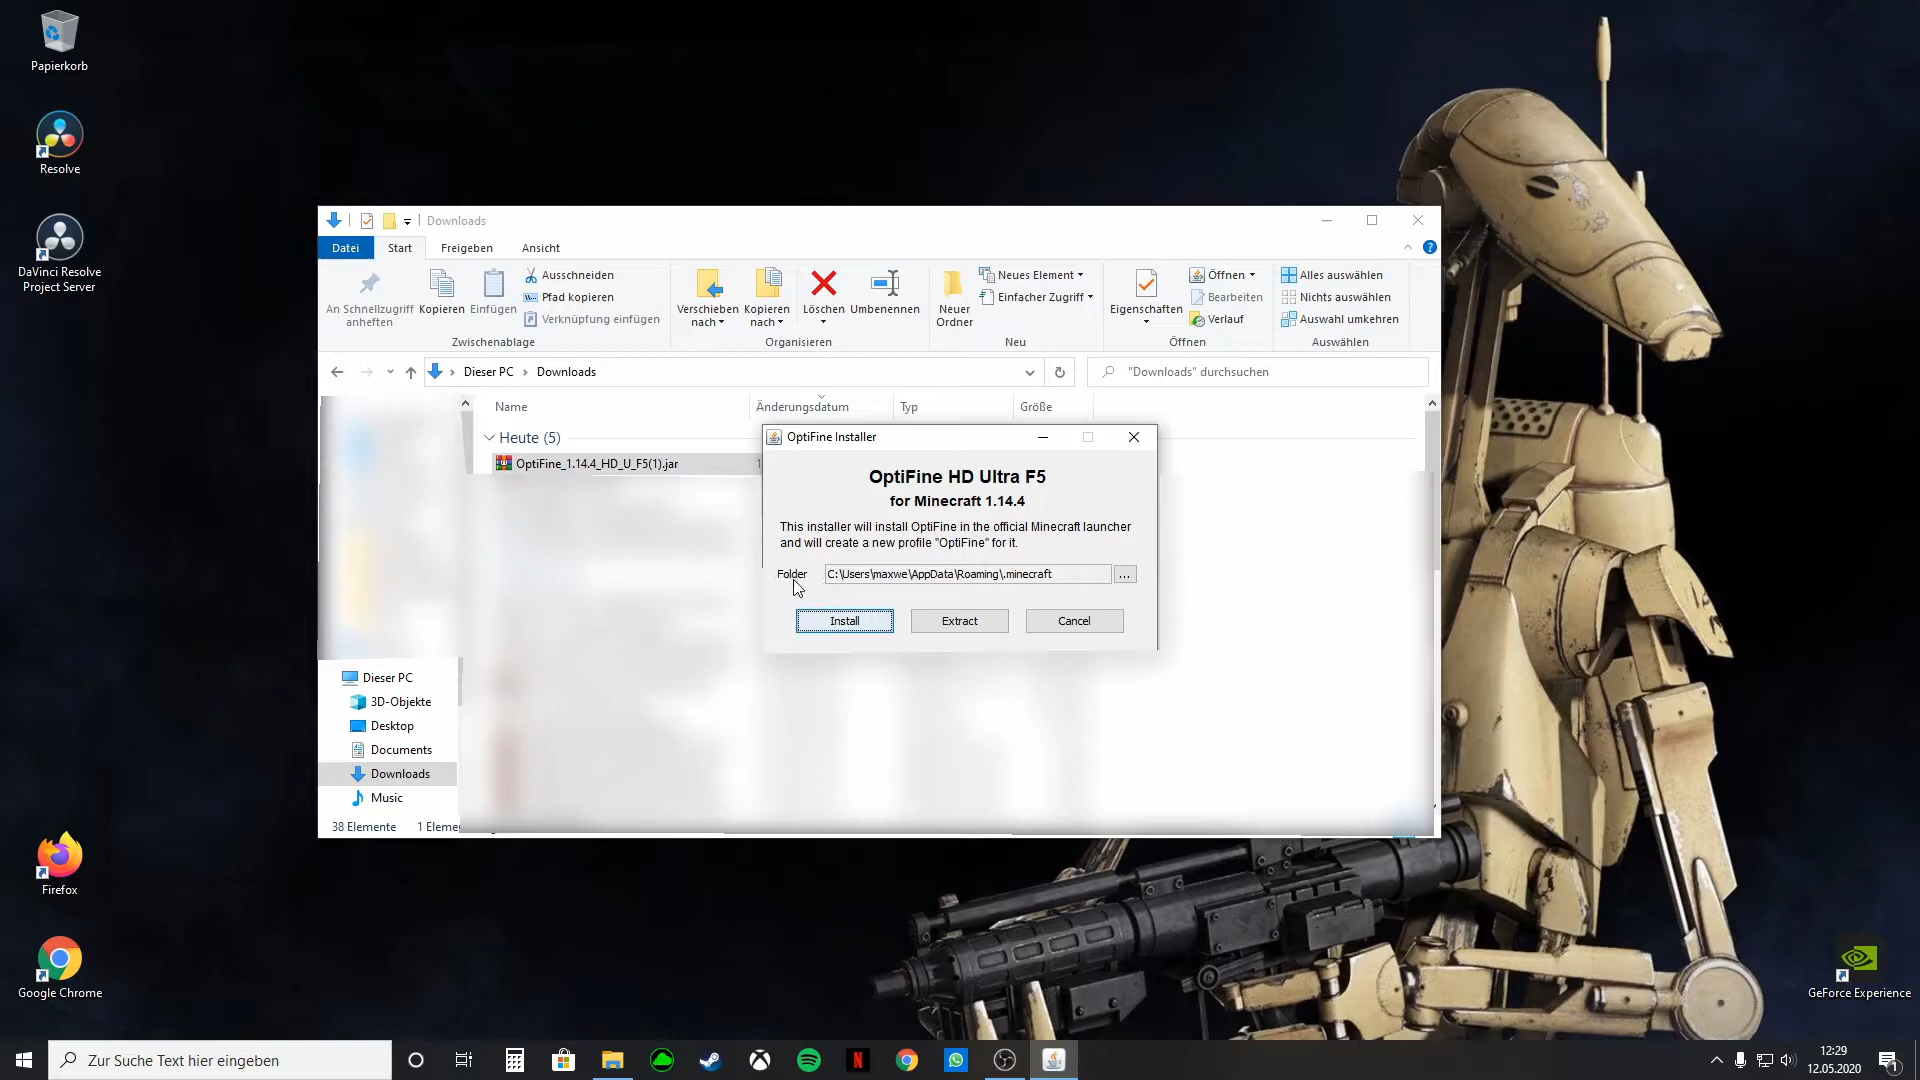 Papierkorb
Resolve
DaVinci Resolve
Project Server
Firefox
Google Chrome
GeForce Experience
Downloads
Datei Start Freigeben Ansicht
An Schnellzugriff
anheften
Kopieren
Einfügen
Ausschneiden
Pfad kopieren
Verknüpfung einfügen
Zwischenablage
Verschieben
nach
Kopieren
nach
Löschen
Umbenennen
Organisieren
Neuer
Ordner
Neues Element
Einfacher Zugriff
Neu
Eigenschaften
Öffnen
Bearbeiten
Verlauf
Öffnen
Alles auswählen
Nichts auswählen
Auswahl umkehren
Auswählen
Dieser PC > Downloads
"Downloads" durchsuchen
Name Änderungsdatum Typ Größe
Heute (5)
OptiFine_1.14.4_HD_U_F5(1).jar
OptiFine Installer
OptiFine HD Ultra F5
for Minecraft 1.14.4
This installer will install OptiFine in the official Minecraft launcher
and will create a new profile "OptiFine" for it.
Folder C:\Users\maxwe\AppData\Roaming\.minecraft ...
Install Extract Cancel
Dieser PC
3D-Objekte
Desktop
Documents
Downloads
Music
38 Elemente
Zur Suche Text hier eingeben
12:29
12.05.2020
1